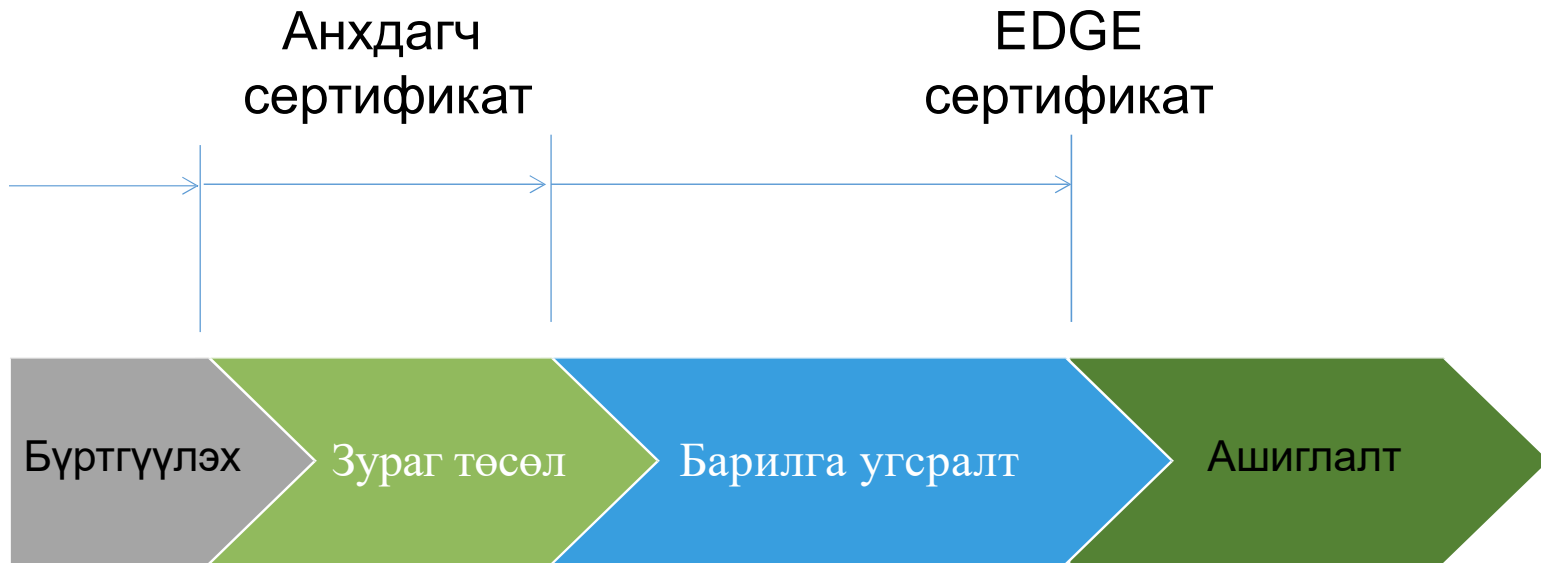 Анхдагч
сертификат
EDGE
сертификат
Бүртгүүлэх
Зураг төсөл
Барилга угсралт
Ашиглалт